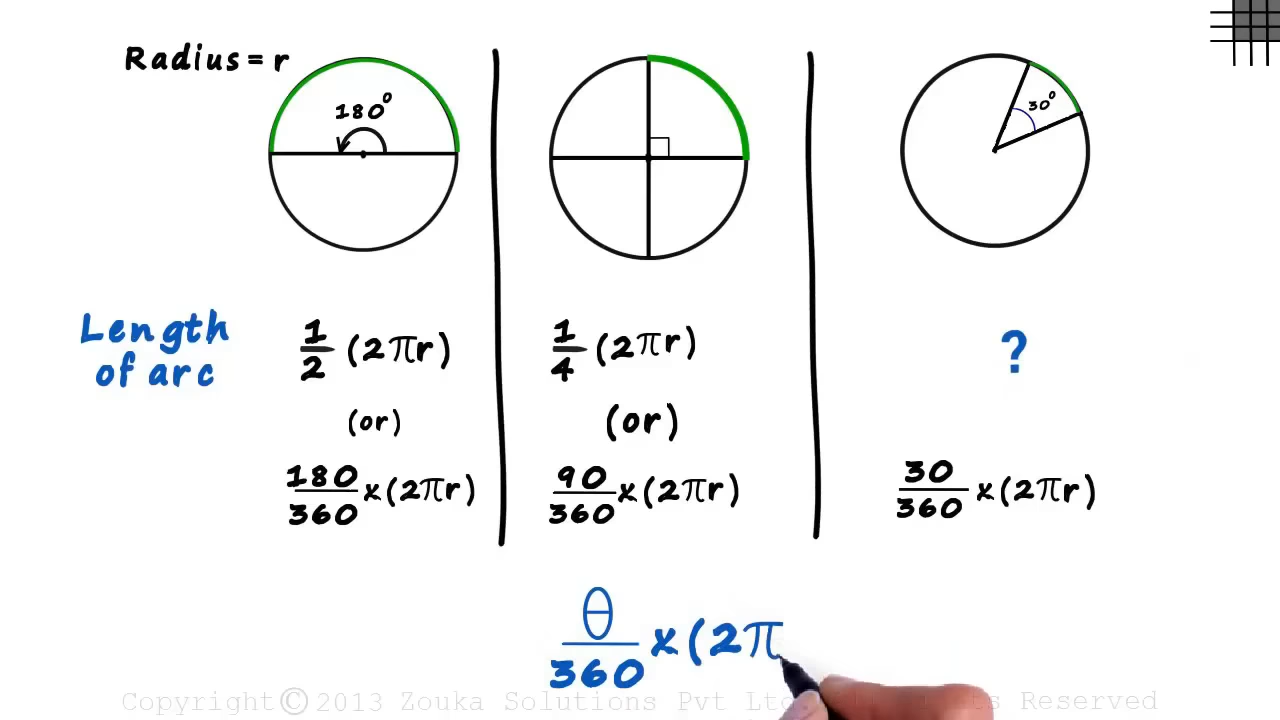 Radius = r
180°
30°
Length
of arc
1/2 (2πr)
1/4 (2πr)
?
(or)
(or)
180/360 x (2πr)
90/360 x (2πr)
30/360 x (2πr)
θ/360 x (2π
Copyright © 2013 Zouka Solutions Pvt Ltd Reserved